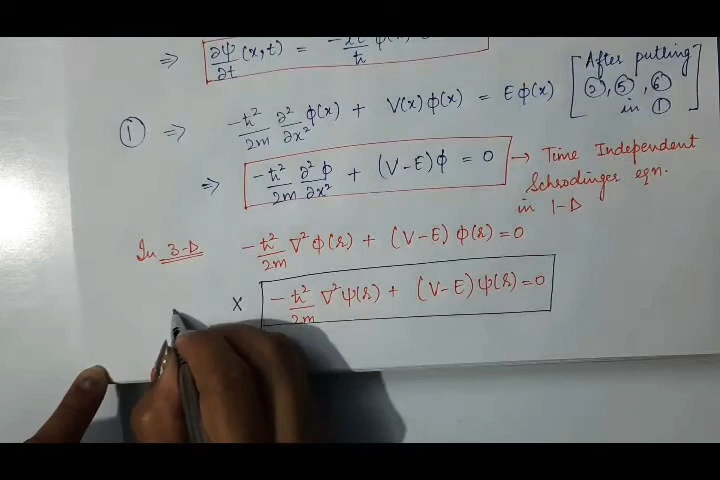 ⇒ ∂Ψ/∂t (x,t) =
① ⇒ -ħ²/2m ∂²/∂x² ϕ(x) + V(x)ϕ(x) = Eϕ(x) [After putting
②, ⑤, ⑥
in ①]
⇒ -ħ²/2m ∂²ϕ/∂x² + (V-E)ϕ = 0 → Time Independent
Schrodinger eqn.
in 1-D
In 3-D -ħ²/2m ∇²ϕ(r) + (V-E) ϕ(r) = 0
× -ħ²/2m ∇²Ψ(r) + (V-E) Ψ(r) = 0